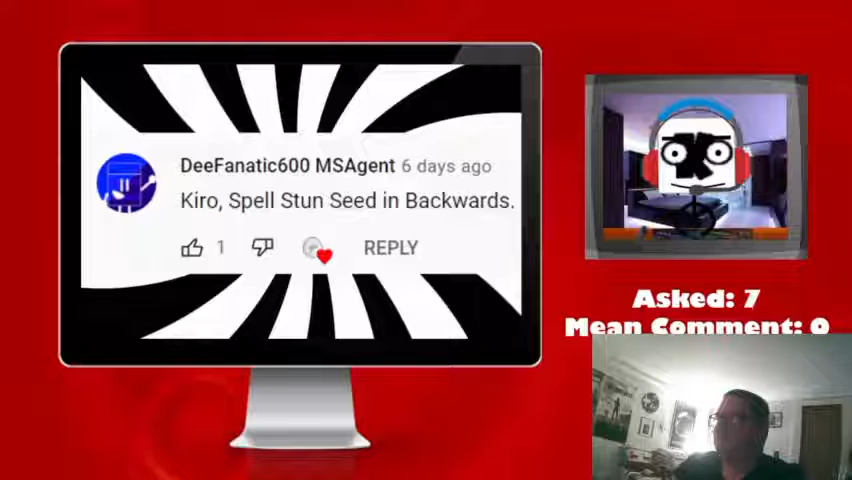 DeeFanatic600 MSAgent 6 days ago
Kiro, Spell Stun Seed in Backwards.
1
REPLY
Asked: 7
Mean Comment: 0